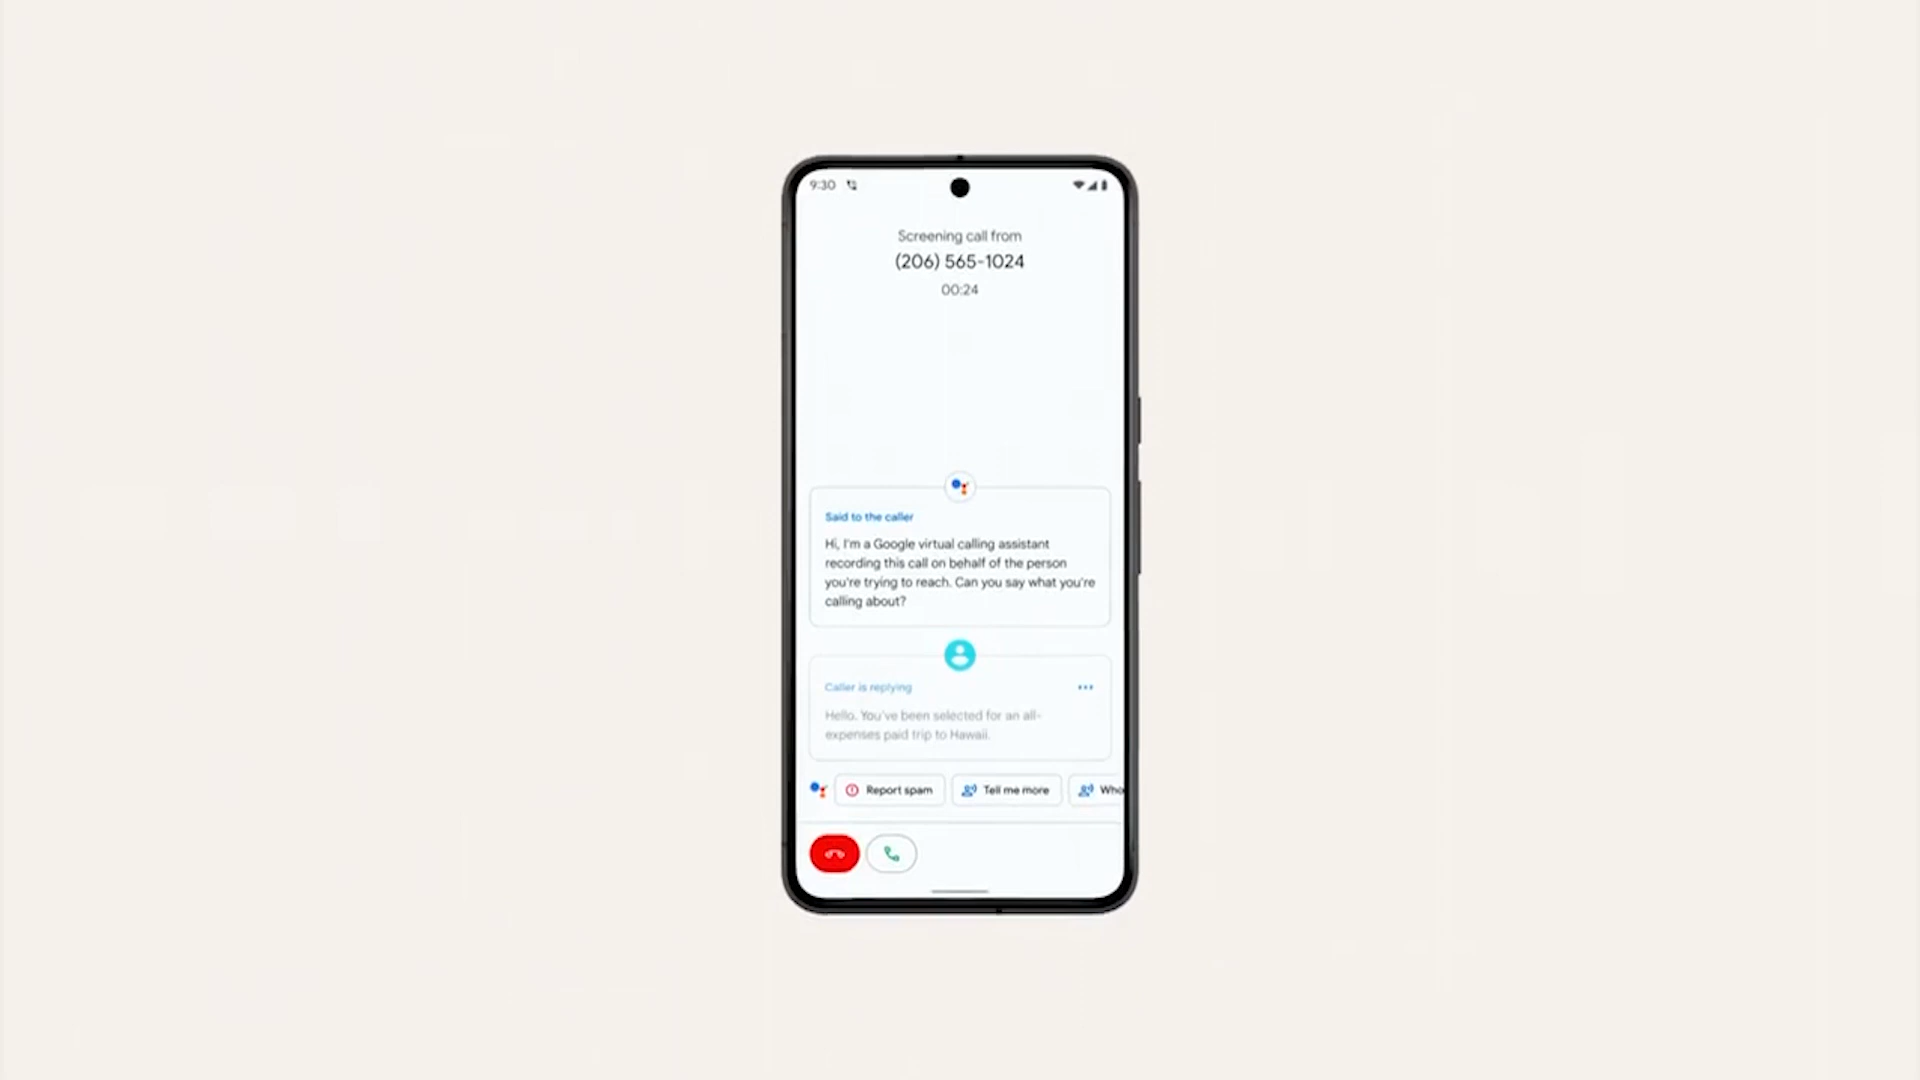 9:30
Screening call from
(206) 565-1024
00:24
Said to the caller
Hi, I'm a Google virtual calling assistant
recording this call on behalf of the person
you're trying to reach. Can you say what you're
calling about?
Caller is replying
Hello. You've been selected for an all-
expenses paid trip to Hawaii.
Report spam Tell me more Who